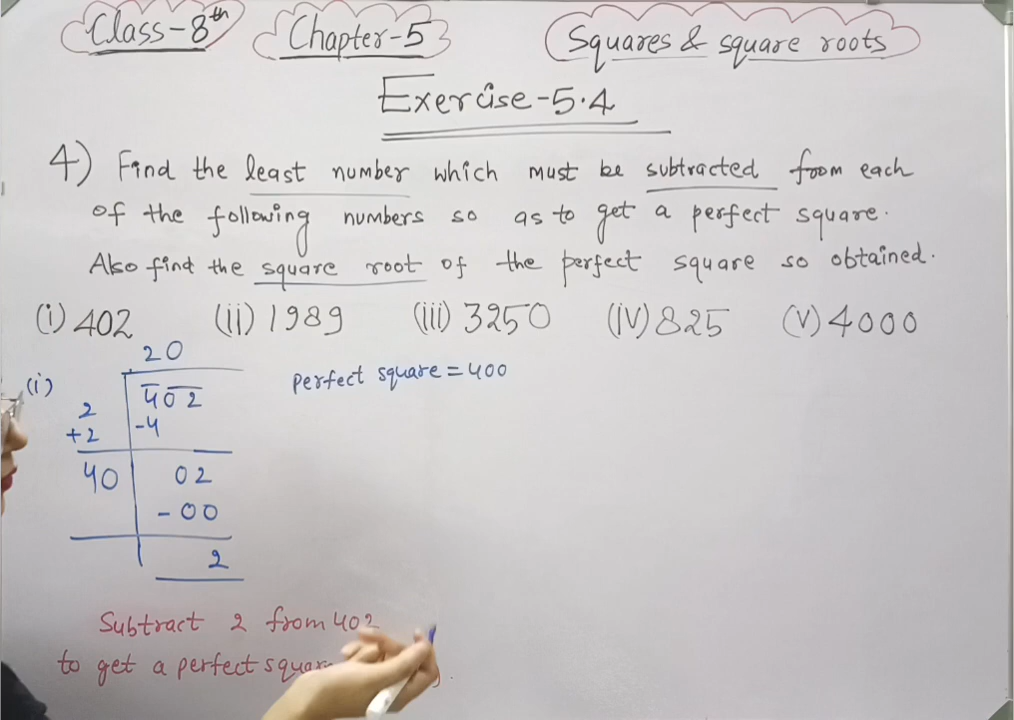 Class-8th Chapter-5 Squares & square roots
Exercise-5.4
4) Find the least number which must be subtracted from each
of the following numbers so as to get a perfect square.
Also find the square root of the perfect square so obtained.
(i) 402 (ii) 1989 (iii) 3250 (iv) 825 (v) 4000
20
(i) 402 perfect square = 400
2
+2 -4
40 02
- 00
2
Subtract 2 from 402
to get a perfect square